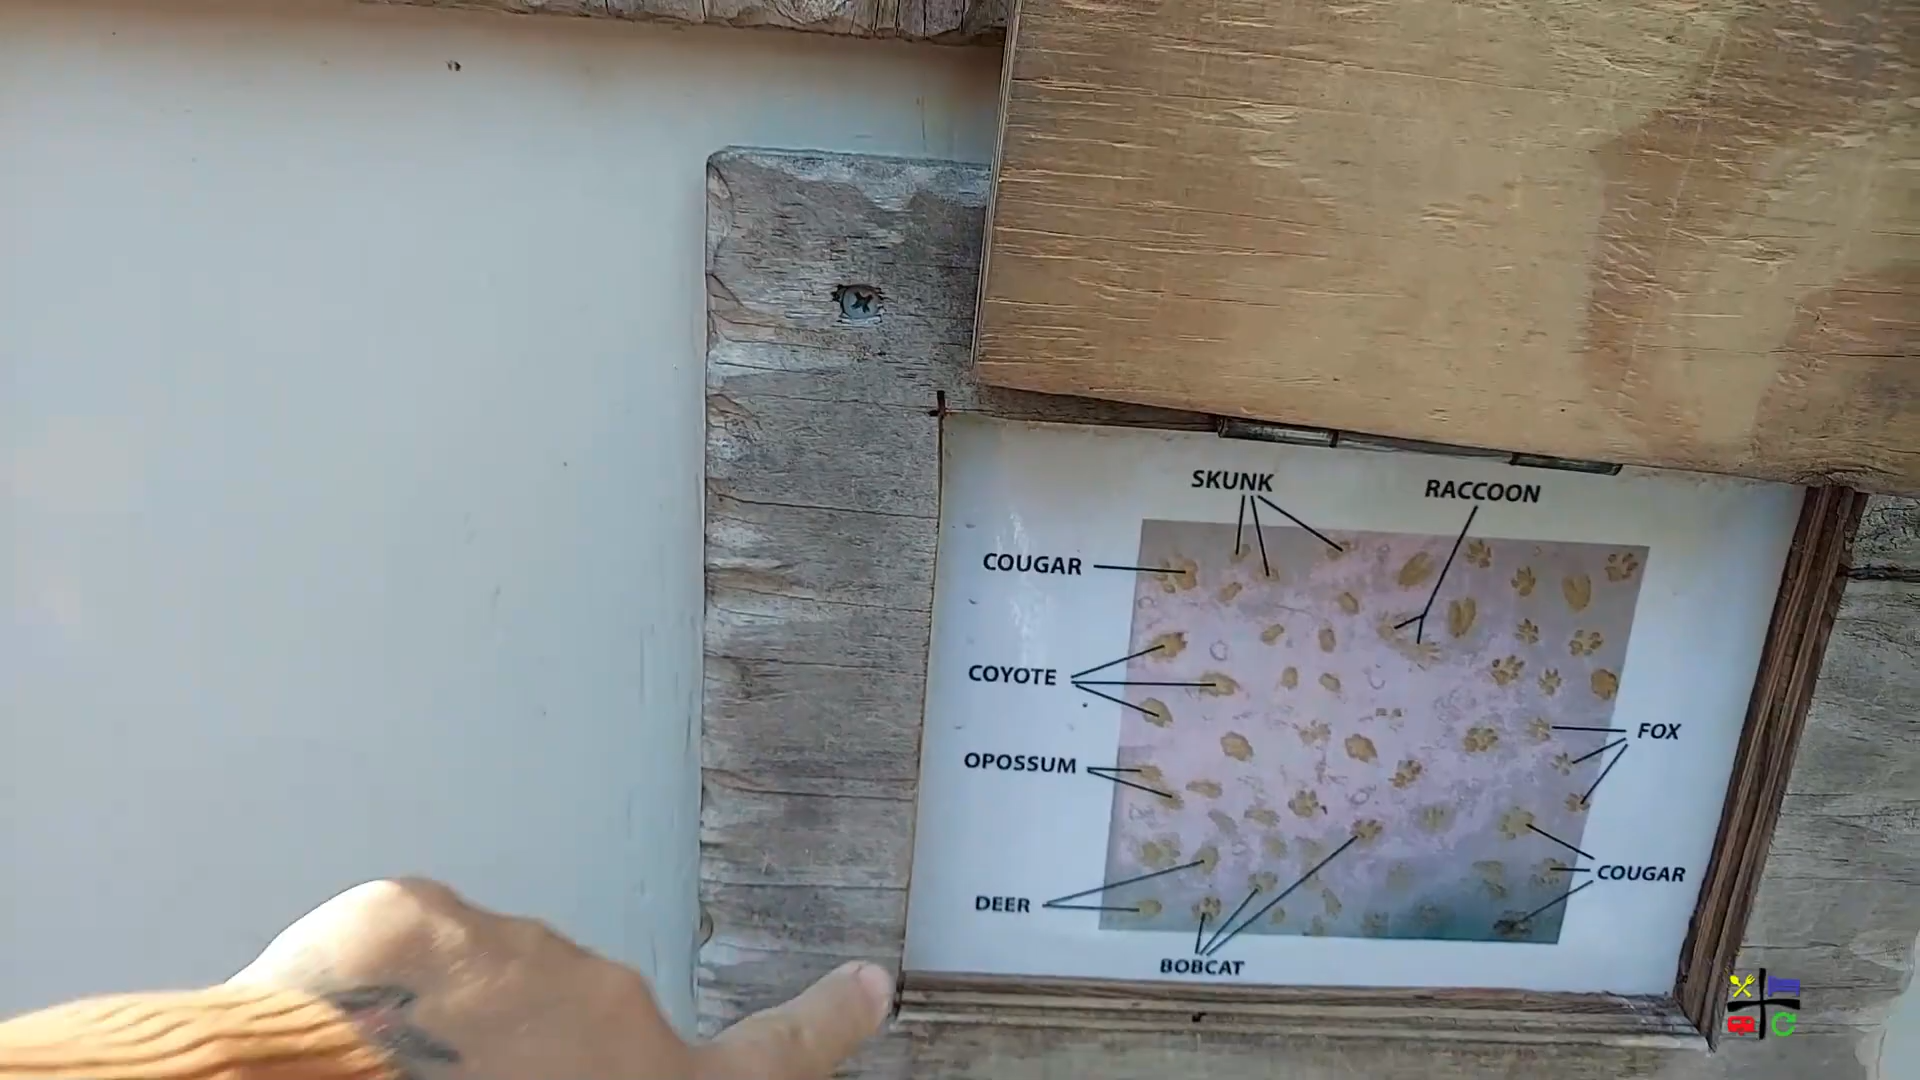 SKUNK
RACCOON
COUGAR
COYOTE
OPOSSUM
FOX
COUGAR
DEER
BOBCAT